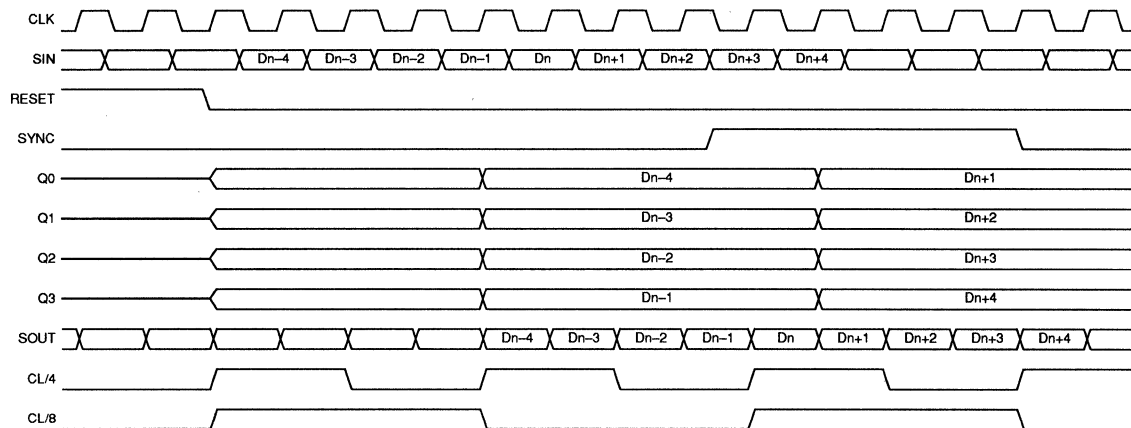 CLK
SIN Dn–4 Dn–3 Dn–2 Dn–1 Dn Dn+1 Dn+2 Dn+3 Dn+4
RESET
SYNC
Q0 Dn–4 Dn+1
Q1 Dn–3 Dn+2
Q2 Dn–2 Dn+3
Q3 Dn–1 Dn+4
SOUT Dn–4 Dn–3 Dn–2 Dn–1 Dn Dn+1 Dn+2 Dn+3 Dn+4
CL/4
CL/8